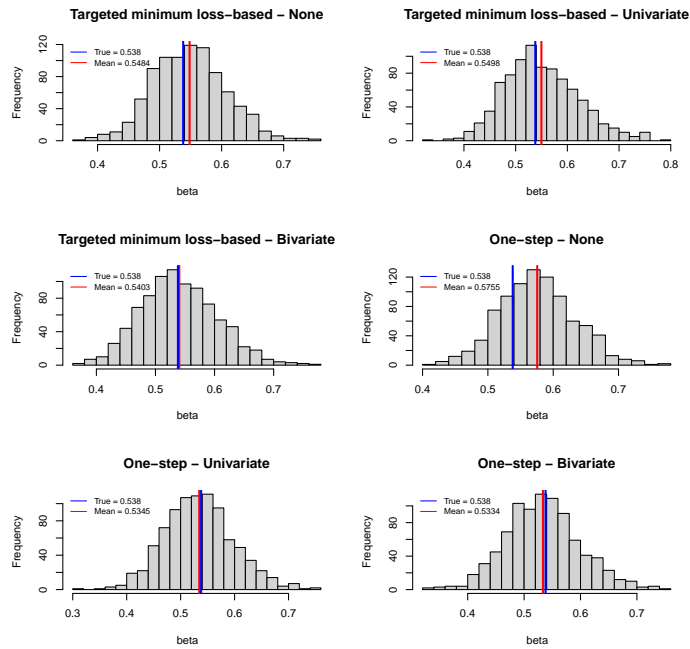 Targeted minimum loss−based − None
True = 0.538
Mean = 0.5484
Frequency
0 40 80 120
0.4 0.5 0.6 0.7
beta
Targeted minimum loss−based − Univariate
True = 0.538
Mean = 0.5498
Frequency
0 40 80
0.4 0.5 0.6 0.7 0.8
beta
Targeted minimum loss−based − Bivariate
True = 0.538
Mean = 0.5403
Frequency
0 40 80
0.4 0.5 0.6 0.7
beta
One−step − None
True = 0.538
Mean = 0.5755
Frequency
0 40 80 120
0.4 0.5 0.6 0.7
beta
One−step − Univariate
True = 0.538
Mean = 0.5345
Frequency
0 40 80
0.3 0.4 0.5 0.6 0.7
beta
One−step − Bivariate
True = 0.538
Mean = 0.5334
Frequency
0 40 80
0.4 0.5 0.6 0.7
beta